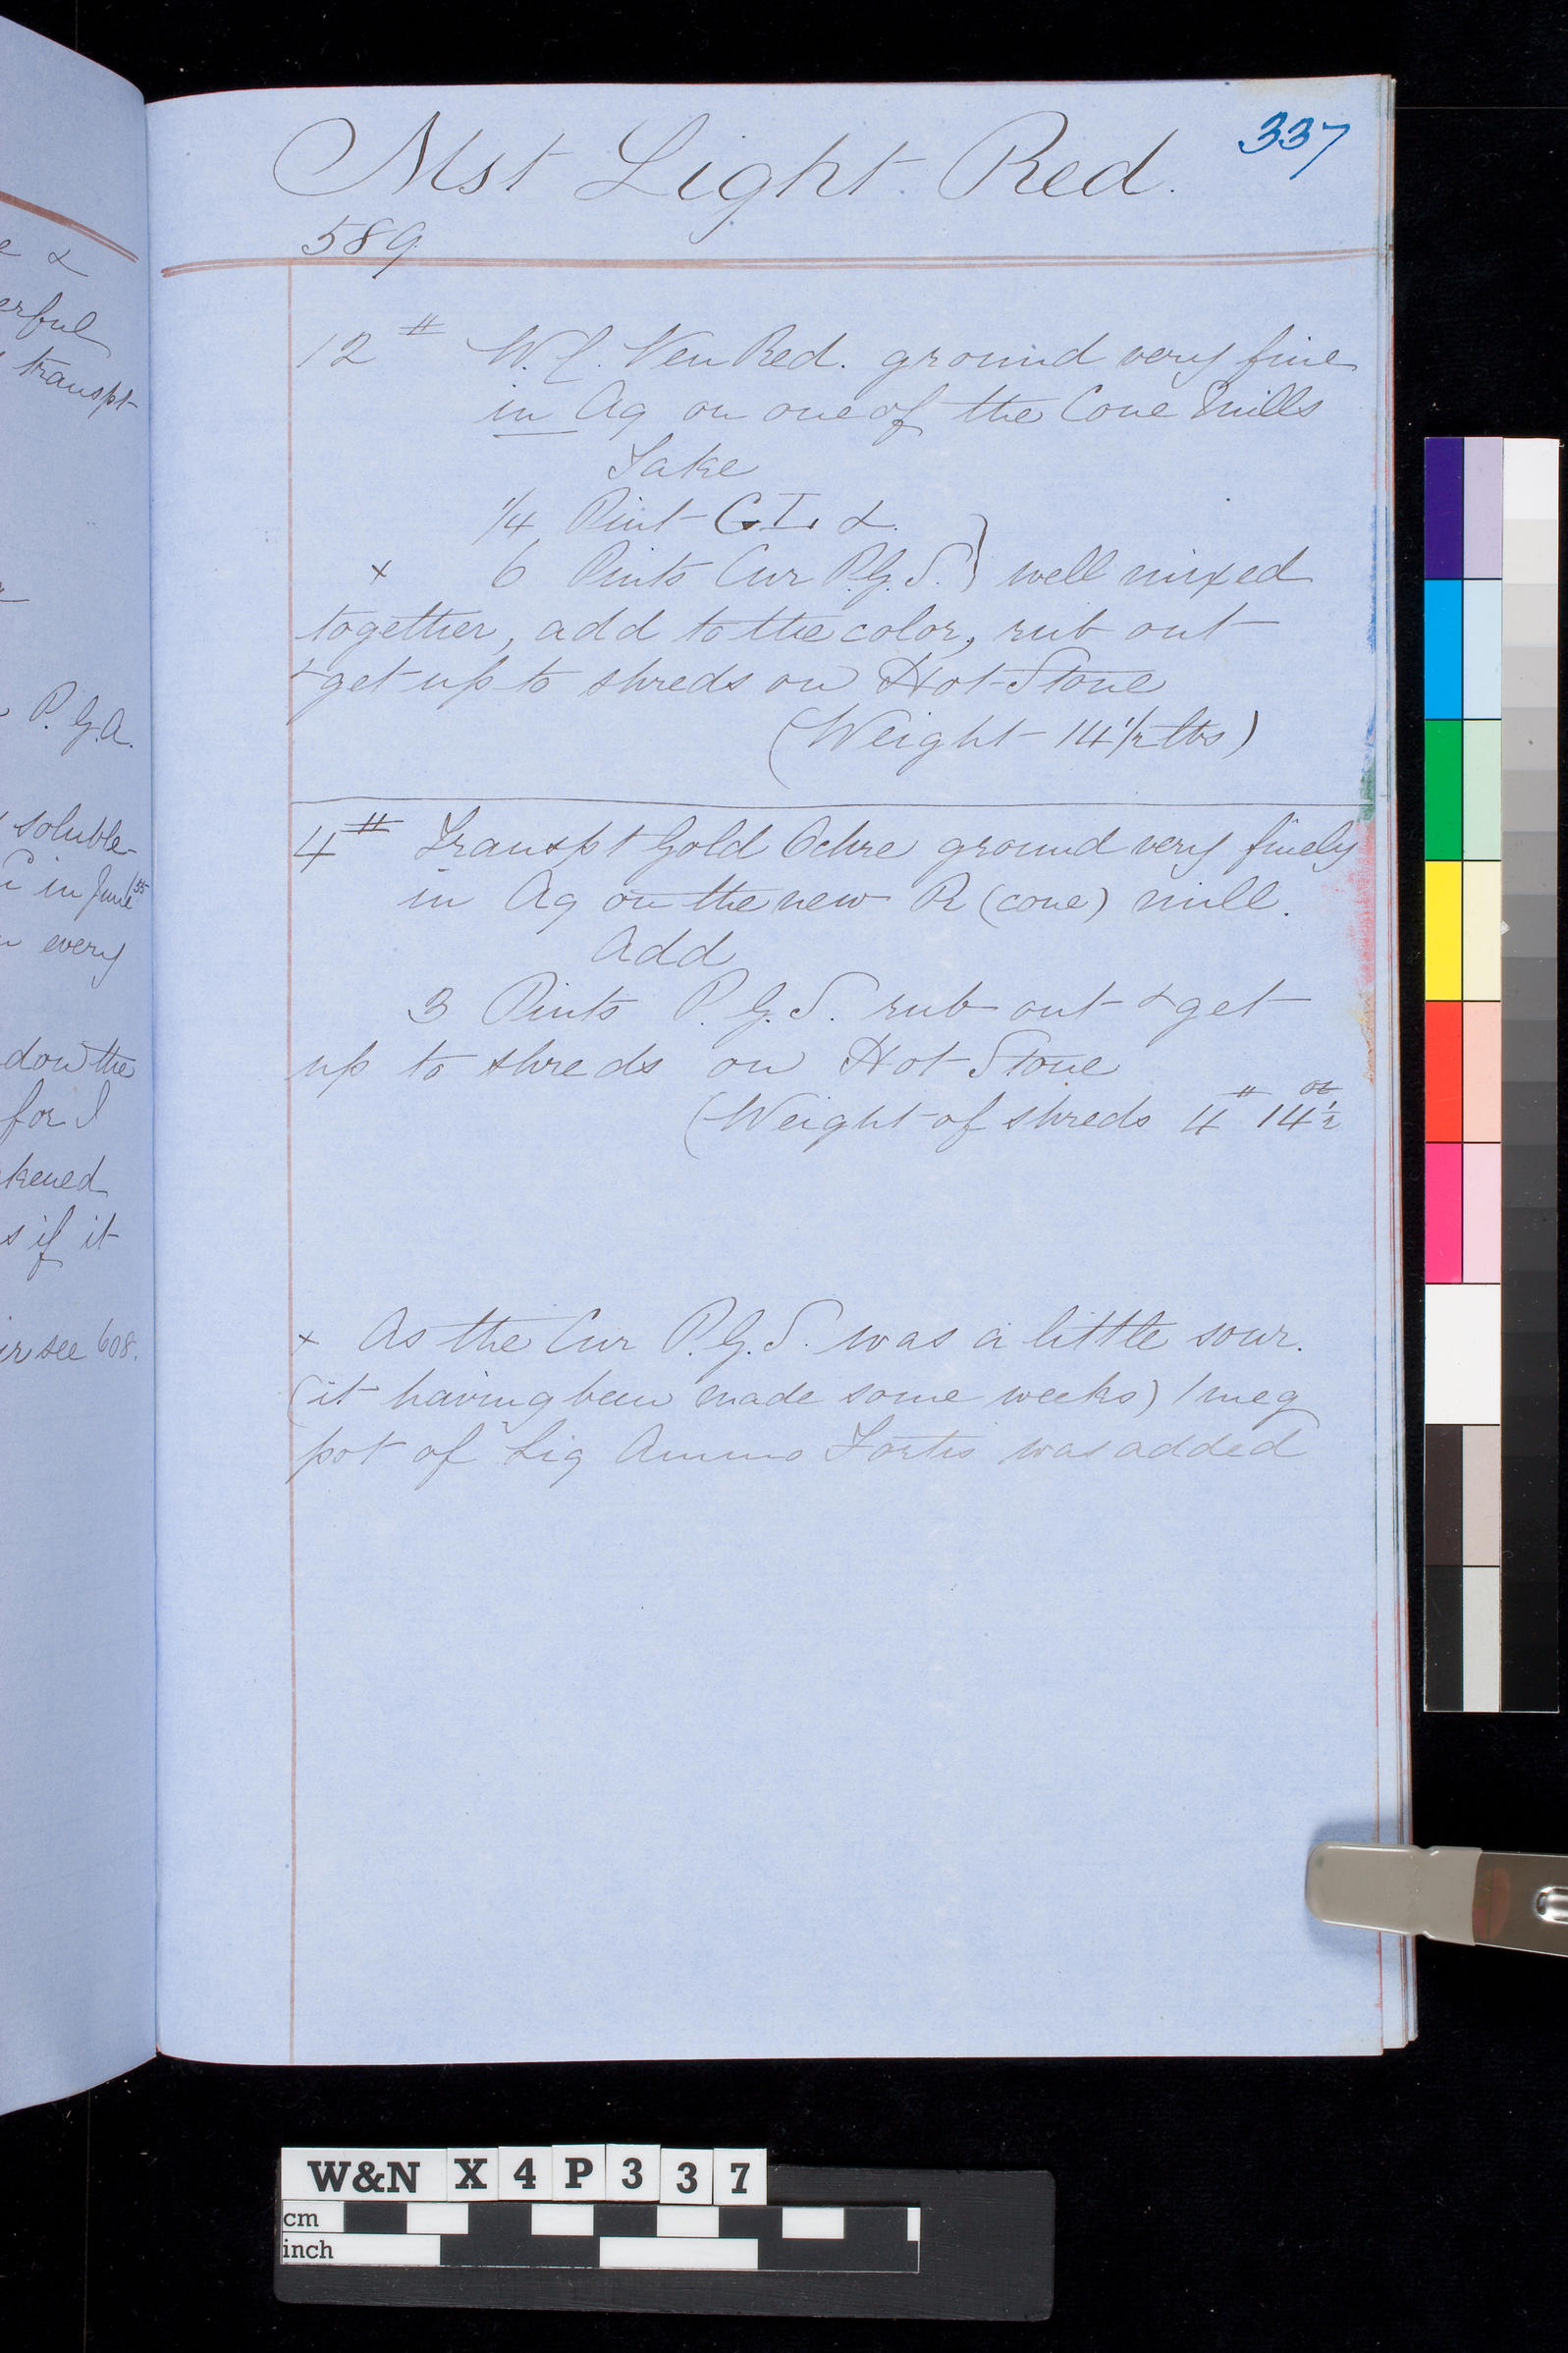 Mst Light Red.
337
589
12 # W. C. Ven Red. ground very fine
in Aq on one of the Cone Mills
Take
1/4 Pint G.I. &
x 6 Pints Cur P.G.S. } well mixed
together, add to the color, rub out
& get up to shreds on Hot Stone
(Weight 14 1/2 lbs)
4 # Transpt Gold Ochre ground very finely
in Aq on the new R (cone) mill.
Add
3 Pints P. G. S. rub out & get
up to shreds on Hot Stone
(Weight of shreds 4 # 14 1/2 oz
x As the Cur P.G.S. was a little sour.
(it having been made some weeks) 1 meg
pot of Liq Ammo Fortis was added
e &
erful
transpt
P. G. A.
soluble
in June 55
every
dow the
for I
kened
s if it
ir see 608.
W&N X 4 P 3 3 7
cm
inch